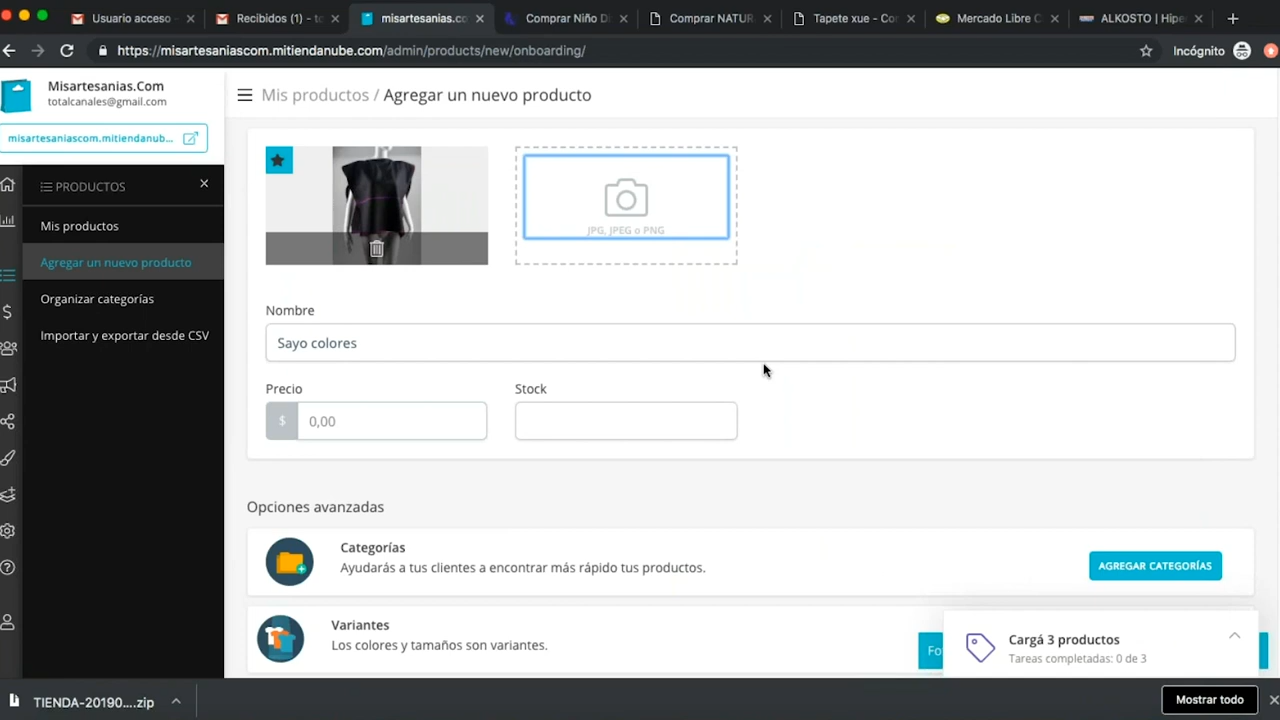 Usuario acceso
Recibidos (1) - to
misartesanias.co
Comprar Niño D
Comprar NATUR
Tapete xue - Cor
Mercado Libre C
ALKOSTO | Hipe
https://misartesaniascom.mitiendanube.com/admin/products/new/onboarding/
Incógnito
Misartesanias.Com
totalcanales@gmail.com
misartesaniascom.mitiendanub...
Mis productos / Agregar un nuevo producto
PRODUCTOS
Mis productos
Agregar un nuevo producto
Organizar categorías
Importar y exportar desde CSV
JPG, JPEG o PNG
Nombre
Sayo colores
Precio
Stock
$ 0,00
Opciones avanzadas
Categorías
Ayudarás a tus clientes a encontrar más rápido tus productos.
AGREGAR CATEGORÍAS
Variantes
Los colores y tamaños son variantes.
Fo
Cargá 3 productos
Tareas completadas: 0 de 3
TIENDA-20190....zip
Mostrar todo